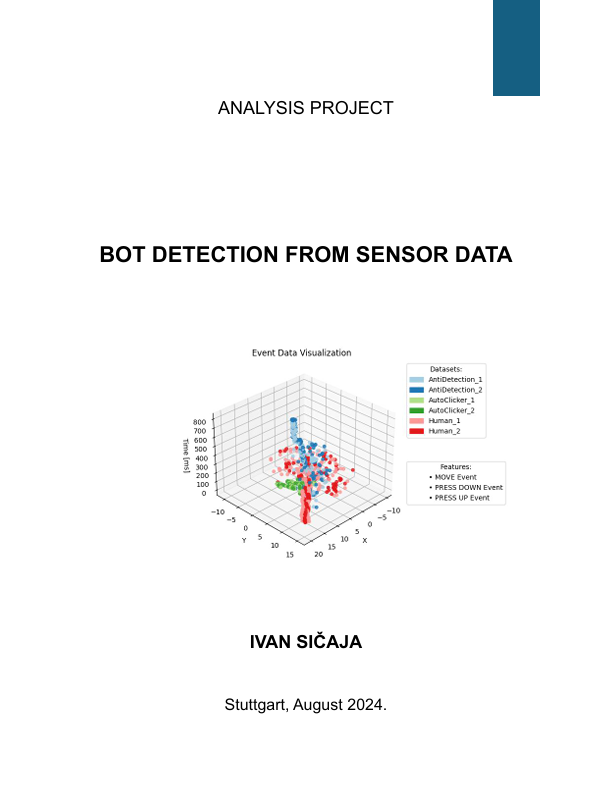 ANALYSIS PROJECT
BOT DETECTION FROM SENSOR DATA
Event Data Visualization
Datasets:
AntiDetection_1
AntiDetection_2
AutoClicker_1
AutoClicker_2
Human_1
Human_2
Features:
• MOVE Event
• PRESS DOWN Event
• PRESS UP Event
Time [ms]
800
700
600
500
400
300
200
100
0
−10
−5
0
5
10
15
Y
20
15
10
5
0
−5
−10
X
IVAN SIČAJA
Stuttgart, August 2024.